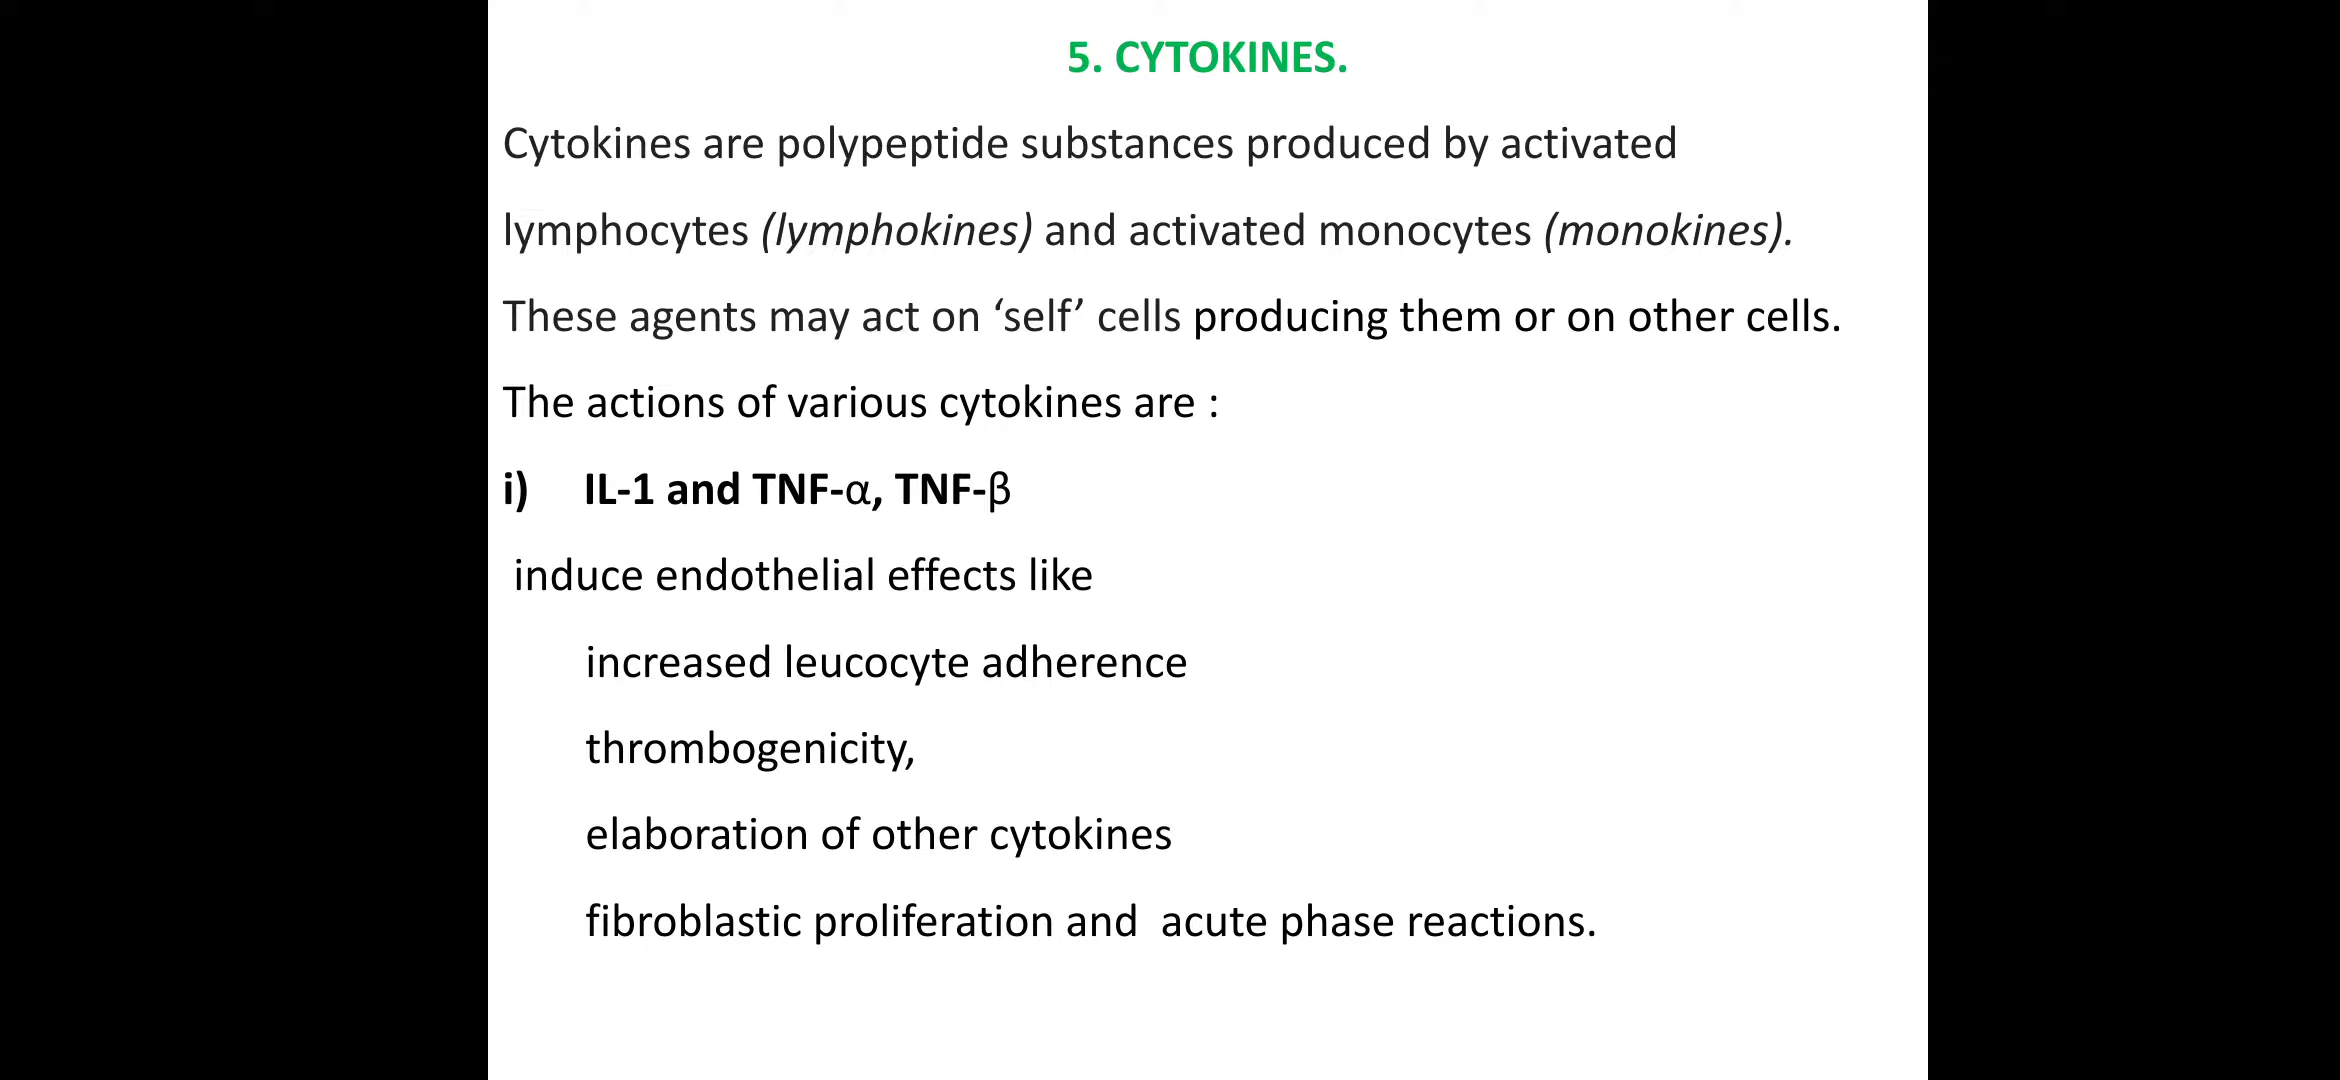 5. CYTOKINES.
Cytokines are polypeptide substances produced by activated
lymphocytes (lymphokines) and activated monocytes (monokines).
These agents may act on ‘self’ cells producing them or on other cells.
The actions of various cytokines are :
i) IL-1 and TNF-α, TNF-β
induce endothelial effects like
increased leucocyte adherence
thrombogenicity,
elaboration of other cytokines
fibroblastic proliferation and acute phase reactions.